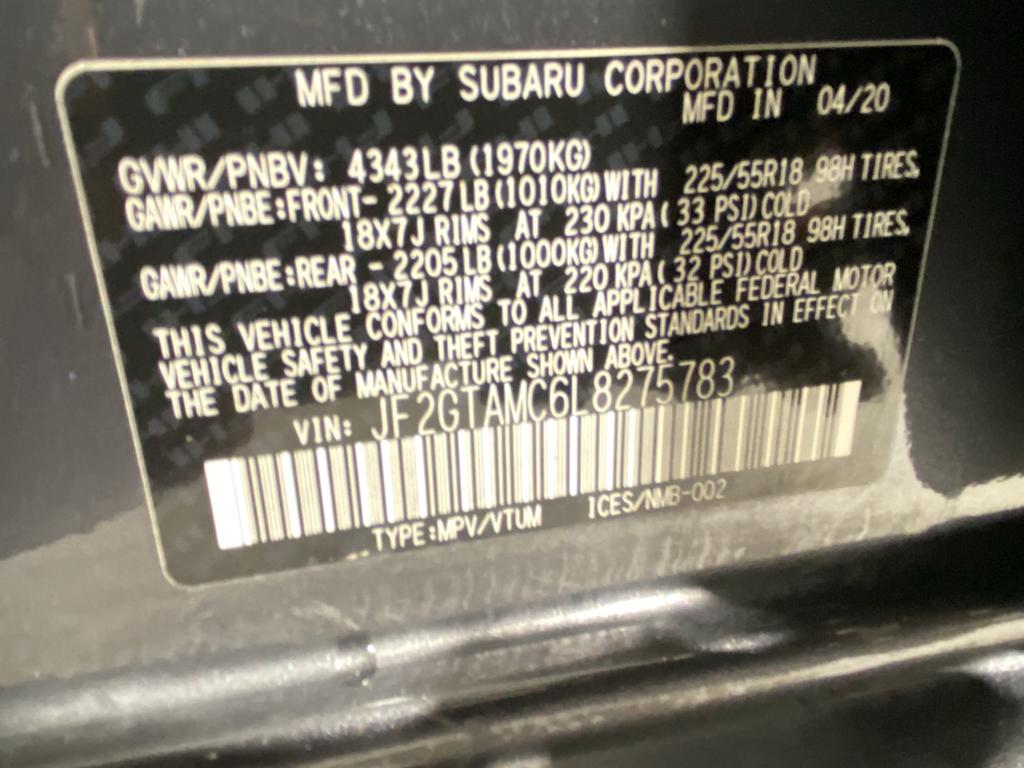 MFD BY SUBARU CORPORATION
MFD IN 04/20
GVWR/PNBV: 4343LB (1970KG)
GAWR/PNBE:FRONT- 2227LB (1010KG) WITH 225/55R18 98H TIRES,
18X7J RIMS AT 230 KPA ( 33 PSI) COLD
GAWR/PNBE:REAR - 2205LB (1000KG) WITH 225/55R18 98H TIRES,
18X7J RIMS AT 220 KPA ( 32 PSI) COLD
THIS VEHICLE CONFORMS TO ALL APPLICABLE FEDERAL MOTOR
VEHICLE SAFETY AND THEFT PREVENTION STANDARDS IN EFFECT ON
THE DATE OF MANUFACTURE SHOWN ABOVE.
VIN: JF2GTAMC6L8275783
TYPE:MPV/VTUM ICES/NMB-002